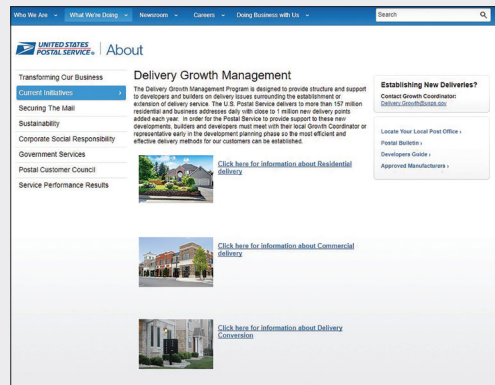 Who We Are
What We're Doing
Newsroom
Careers
Doing Business with Us
Search
UNITED STATES
POSTAL SERVICE®
About
Transforming Our Business
Current Initiatives
Securing The Mail
Sustainability
Corporate Social Responsibility
Government Services
Postal Customer Council
Service Performance Results
Delivery Growth Management
The Delivery Growth Management Program is designed to provide structure and support
to developers and builders on delivery issues surrounding the establishment or
extension of delivery service. The U.S. Postal Service delivers to more than 157 million
residential and business addresses daily with close to 1 million new delivery points
added each year. In order for the Postal Service to provide support to these new
developments, builders and developers must meet with their local Growth Coordinator or
representative early in the development planning phase so the most efficient and
effective delivery methods for our customers can be established.
Click here for information about Residential
delivery
Click here for information about Commercial
delivery
Click here for information about Delivery
Conversion
Establishing New Deliveries?
Contact Growth Coordinator:
Delivery.Growth@usps.gov
Locate Your Local Post Office ›
Postal Bulletin ›
Developers Guide ›
Approved Manufacturers ›